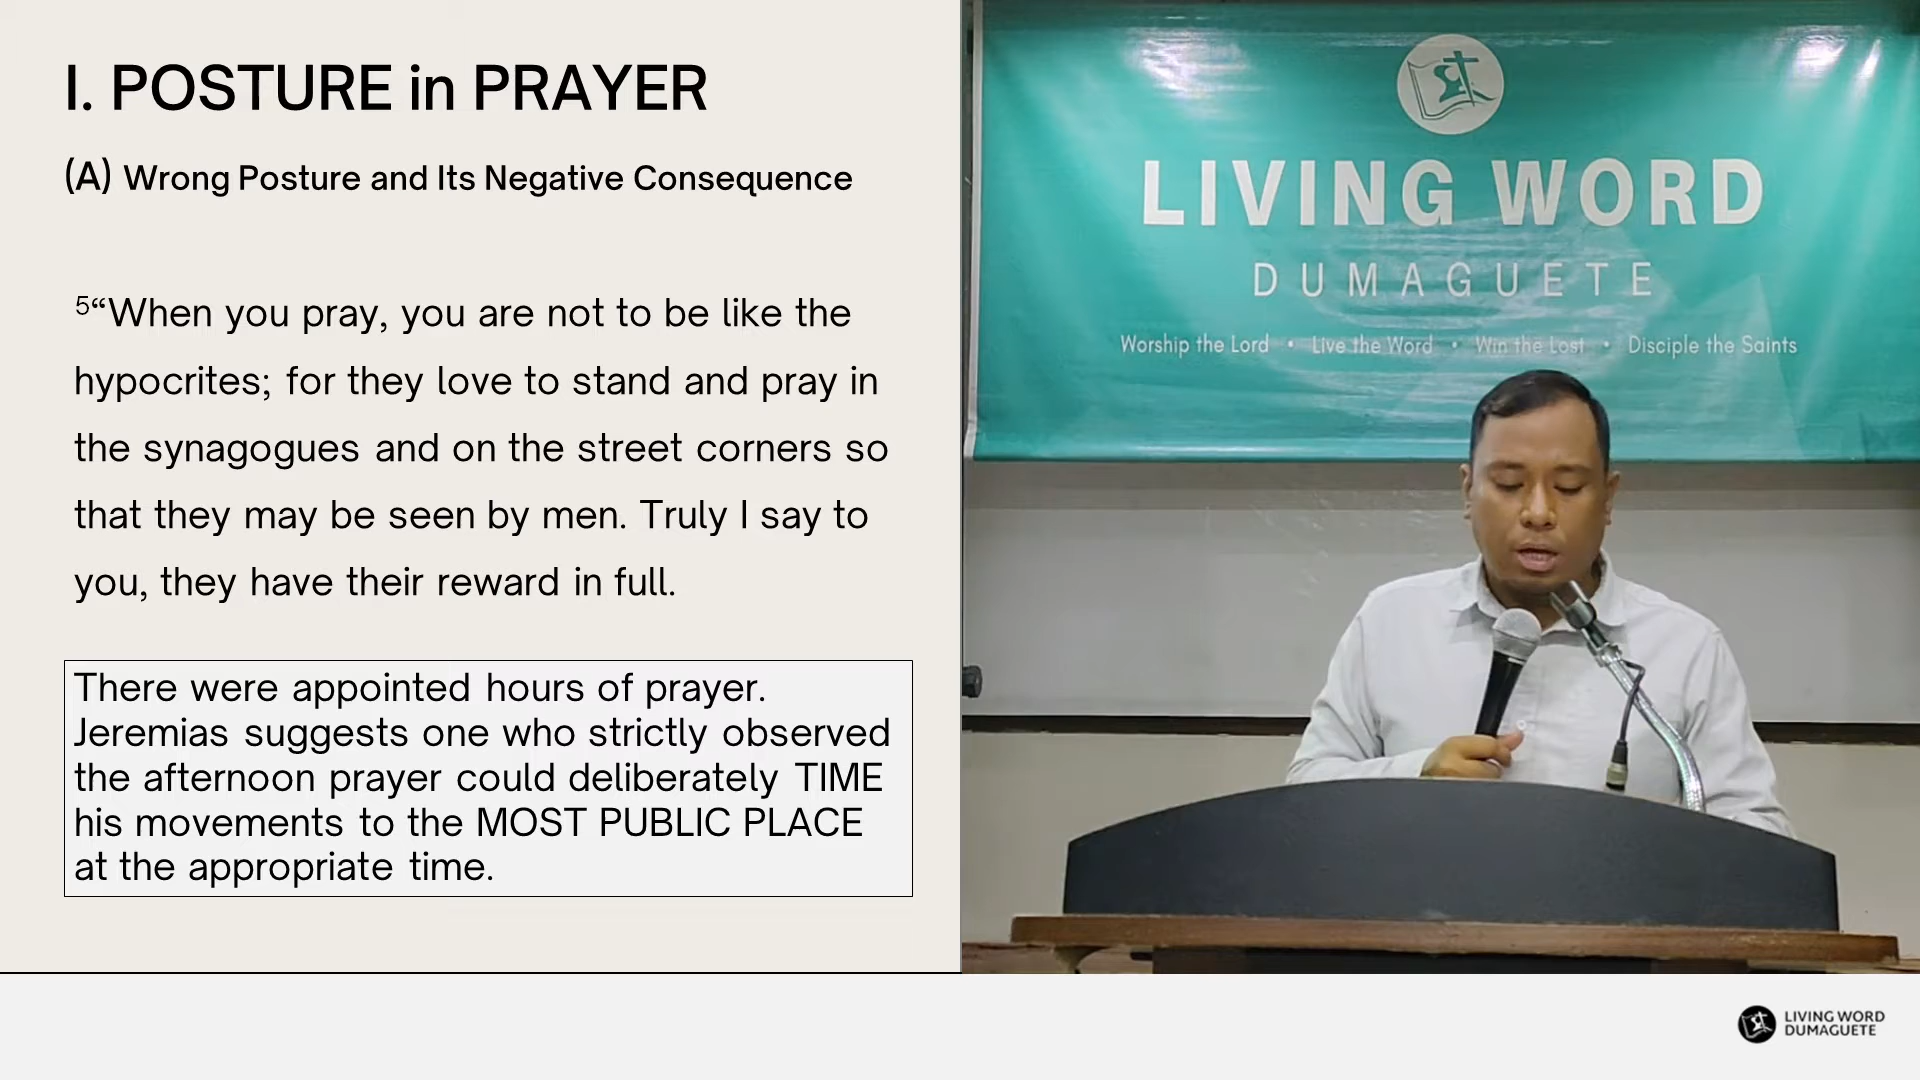 I. POSTURE in PRAYER
(A) Wrong Posture and Its Negative Consequence
5“When you pray, you are not to be like the
hypocrites; for they love to stand and pray in
the synagogues and on the street corners so
that they may be seen by men. Truly I say to
you, they have their reward in full.
There were appointed hours of prayer.
Jeremias suggests one who strictly observed
the afternoon prayer could deliberately TIME
his movements to the MOST PUBLIC PLACE
at the appropriate time.
LIVING WORD
DUMAGUETE
Worship the Lord • Live the Word • Win the Lost • Disciple the Saints
LIVING WORD
DUMAGUETE